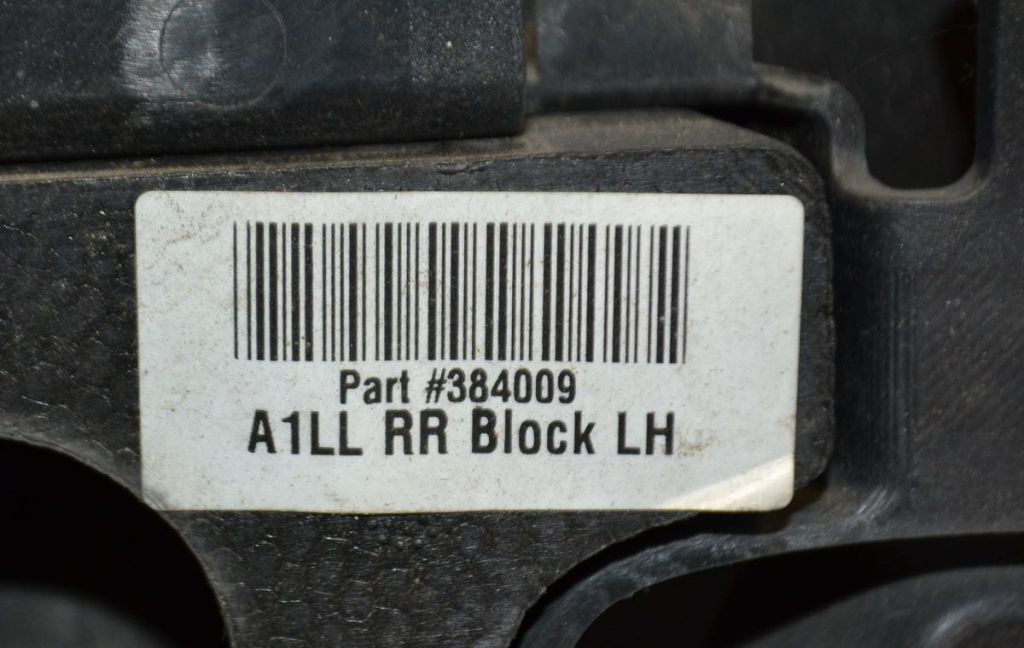 Part #384009
A1LL RR Block LH